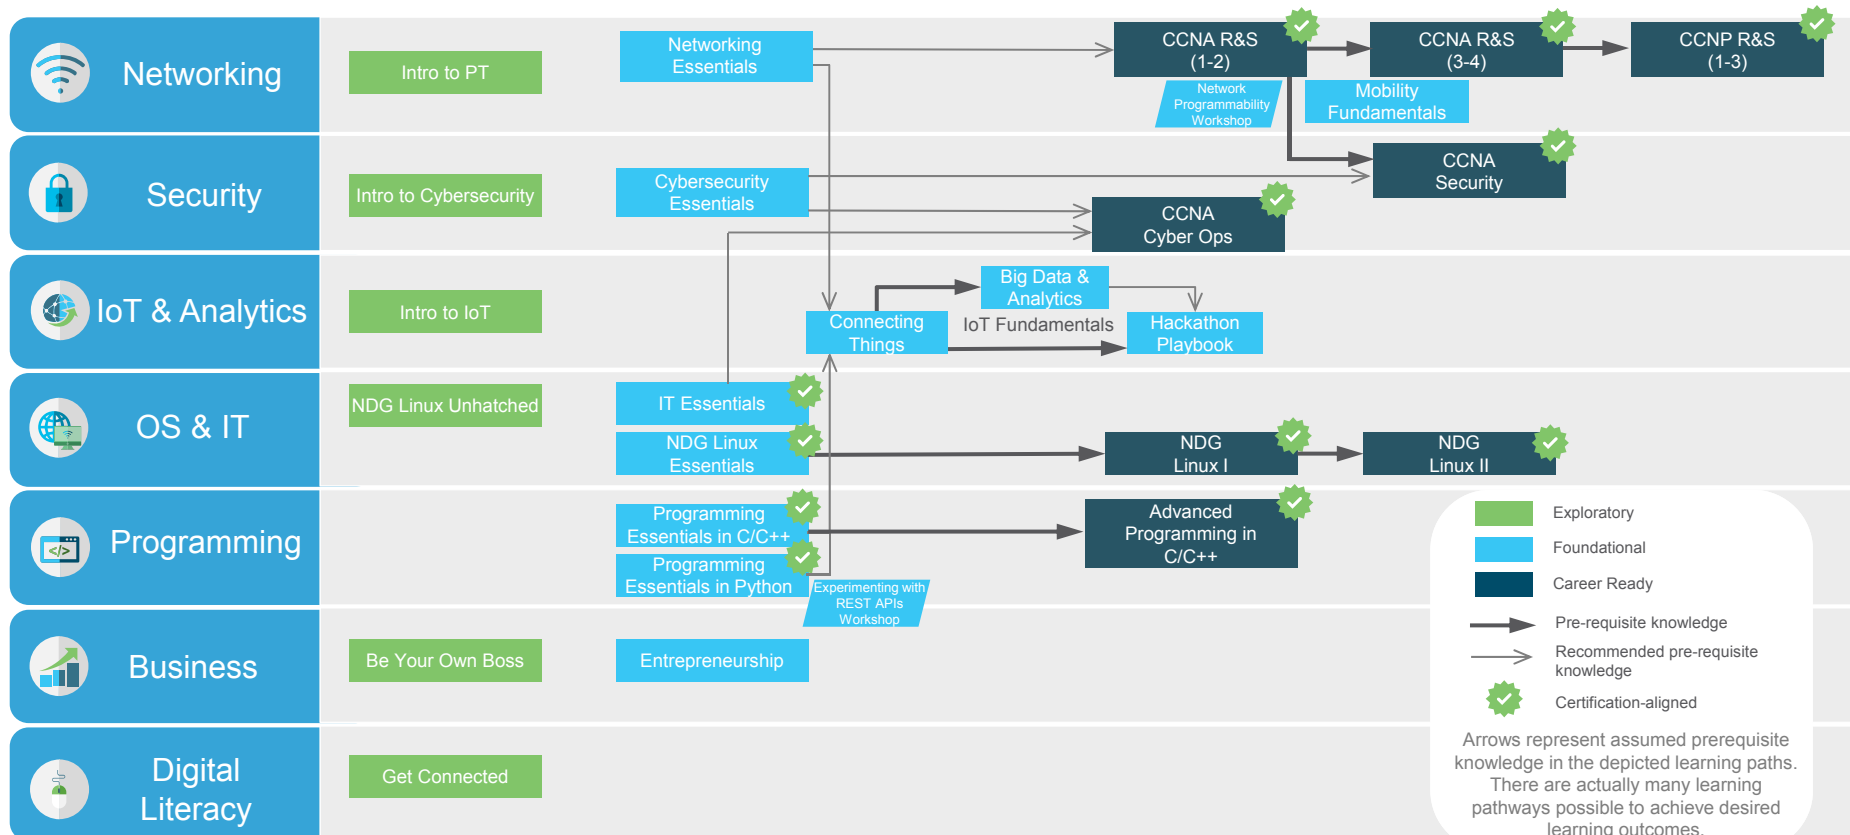 Networking
Intro to PT
Networking
Essentials
CCNA R&S
(1-2)
CCNA R&S
(3-4)
CCNP R&S
(1-3)
Network
Programmability
Workshop
Mobility
Fundamentals
Security
Intro to Cybersecurity
Cybersecurity
Essentials
CCNA
Security
CCNA
Cyber Ops
IoT & Analytics
Intro to IoT
Connecting
Things
Big Data &
Analytics
IoT Fundamentals
Hackathon
Playbook
OS & IT
NDG Linux Unhatched
IT Essentials
NDG Linux
Essentials
NDG
Linux I
NDG
Linux II
Programming
</>
Programming
Essentials in C/C++
Programming
Essentials in Python
Experimenting with
REST APIs
Workshop
Advanced
Programming in
C/C++
Business
Be Your Own Boss
Entrepreneurship
Digital
Literacy
Get Connected
Exploratory
Foundational
Career Ready
Pre-requisite knowledge
Recommended pre-requisite
knowledge
Certification-aligned
Arrows represent assumed prerequisite
knowledge in the depicted learning paths.
There are actually many learning
pathways possible to achieve desired
learning outcomes.